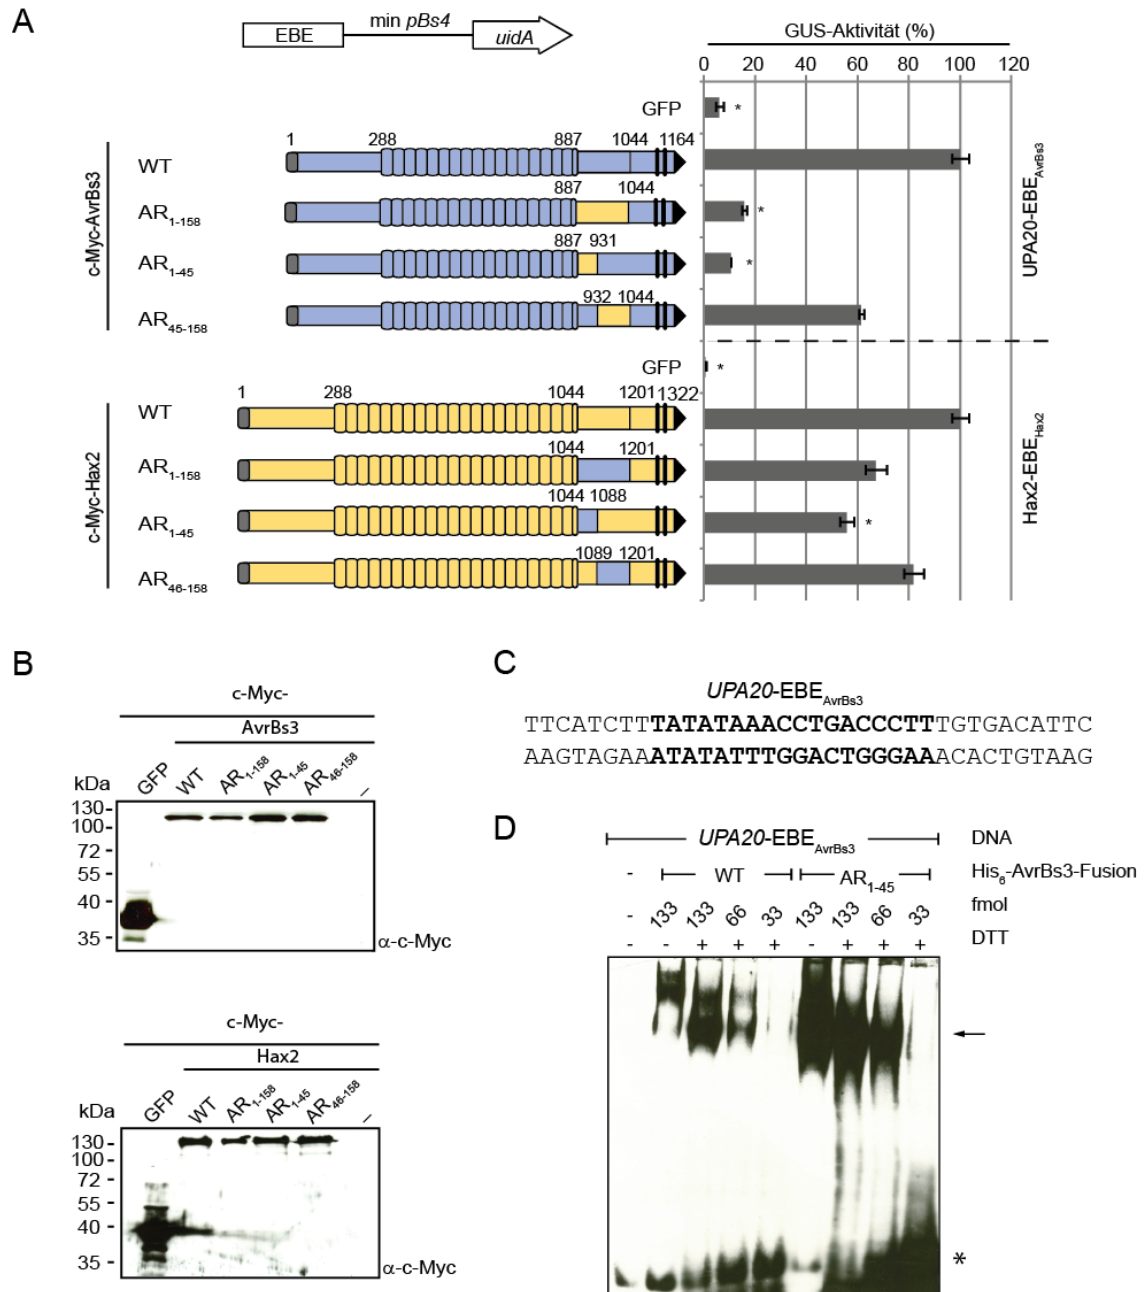 A
EBE
min pBs4
uidA
GUS-Aktivität (%)
0 20 40 60 80 100 120
GFP *
1 288 887 1044 1164
WT
887 1044
AR1-158 *
887 931
AR1-45 *
932 1044
AR45-158
c-Myc-AvrBs3
UPA20-EBEAvrBs3
GFP *
1 288 1044 1201 1322
WT
1044 1201
AR1-158
1044 1088
AR1-45 *
1089 1201
AR46-158
c-Myc-Hax2
Hax2-EBEHax2
B
c-Myc-
AvrBs3
kDa GFP WT AR1-158 AR1-45 AR46-158 –
130
100
72
55
40
35
α-c-Myc
c-Myc-
Hax2
kDa GFP WT AR1-158 AR1-45 AR46-158 –
130
100
72
55
40
35
α-c-Myc
C
UPA20-EBEAvrBs3
TTCATCTTTATATAAACCTGACCCTTTGTGACATTC
AAGTAGAAATATATTTGGACTGGGAAACACTGTAAG
D
UPA20-EBEAvrBs3 DNA
- WT AR1-45 His6-AvrBs3-Fusion
- 133 133 66 33 133 133 66 33 fmol
- - + + + - + + + DTT
*